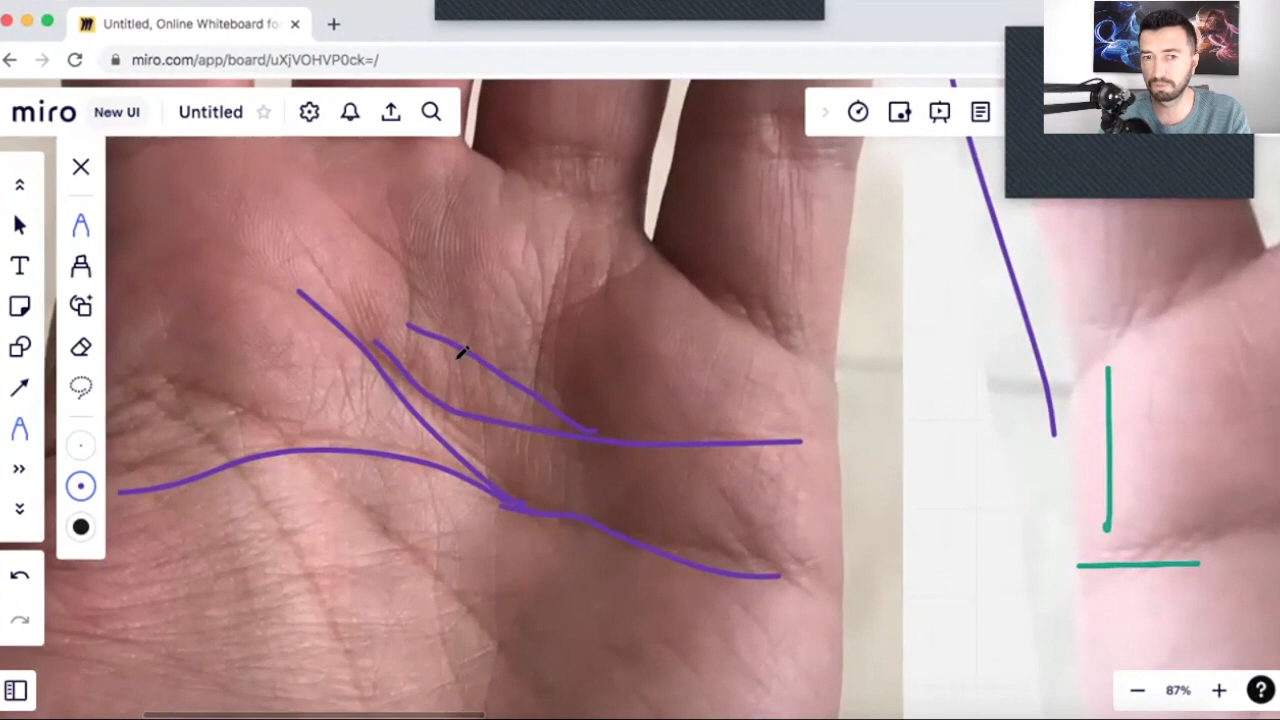 Untitled, Online Whiteboard fo
miro.com/app/board/uXjVOHVP0ck=/
miro New UI Untitled
87%